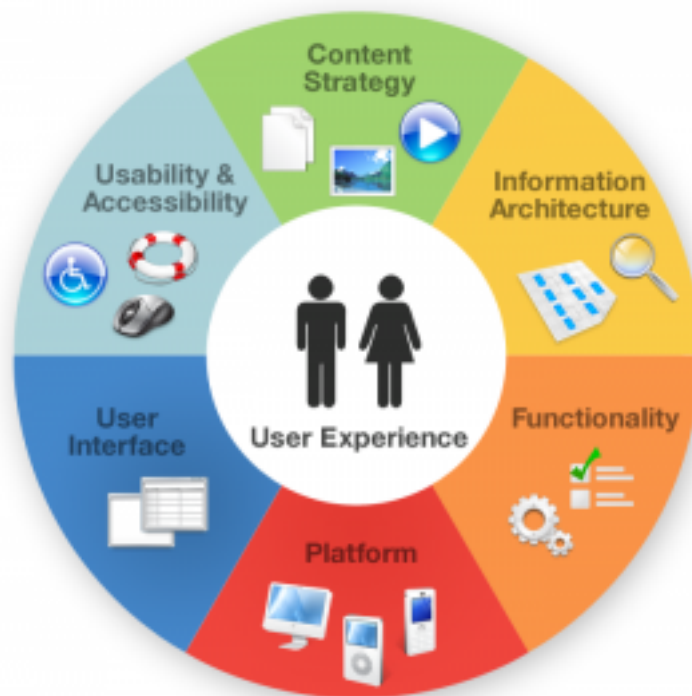 Content
Strategy
Usability &
Accessibility
Information
Architecture
User Experience
User
Interface
Functionality
Platform